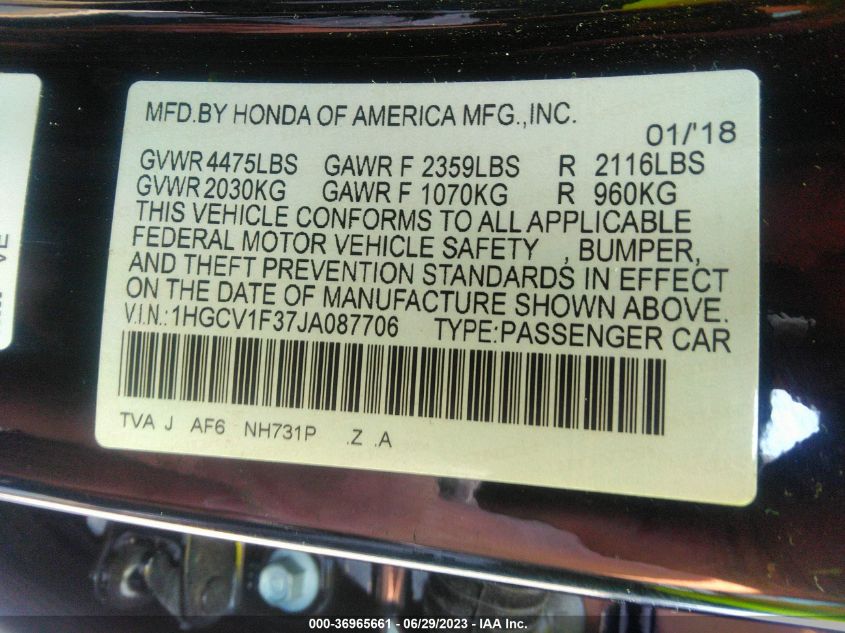 MFD.BY HONDA OF AMERICA MFG.,INC.
01/'18
GVWR 4475LBS GAWR F 2359LBS R 2116LBS
GVWR 2030KG GAWR F 1070KG R 960KG
THIS VEHICLE CONFORMS TO ALL APPLICABLE
FEDERAL MOTOR VEHICLE SAFETY , BUMPER,
AND THEFT PREVENTION STANDARDS IN EFFECT
ON THE DATE OF MANUFACTURE SHOWN ABOVE.
V.I.N.:1HGCV1F37JA087706 TYPE:PASSENGER CAR
TVA J AF6 NH731P .Z .A
VE
000-36965661 - 06/29/2023 - IAA Inc.